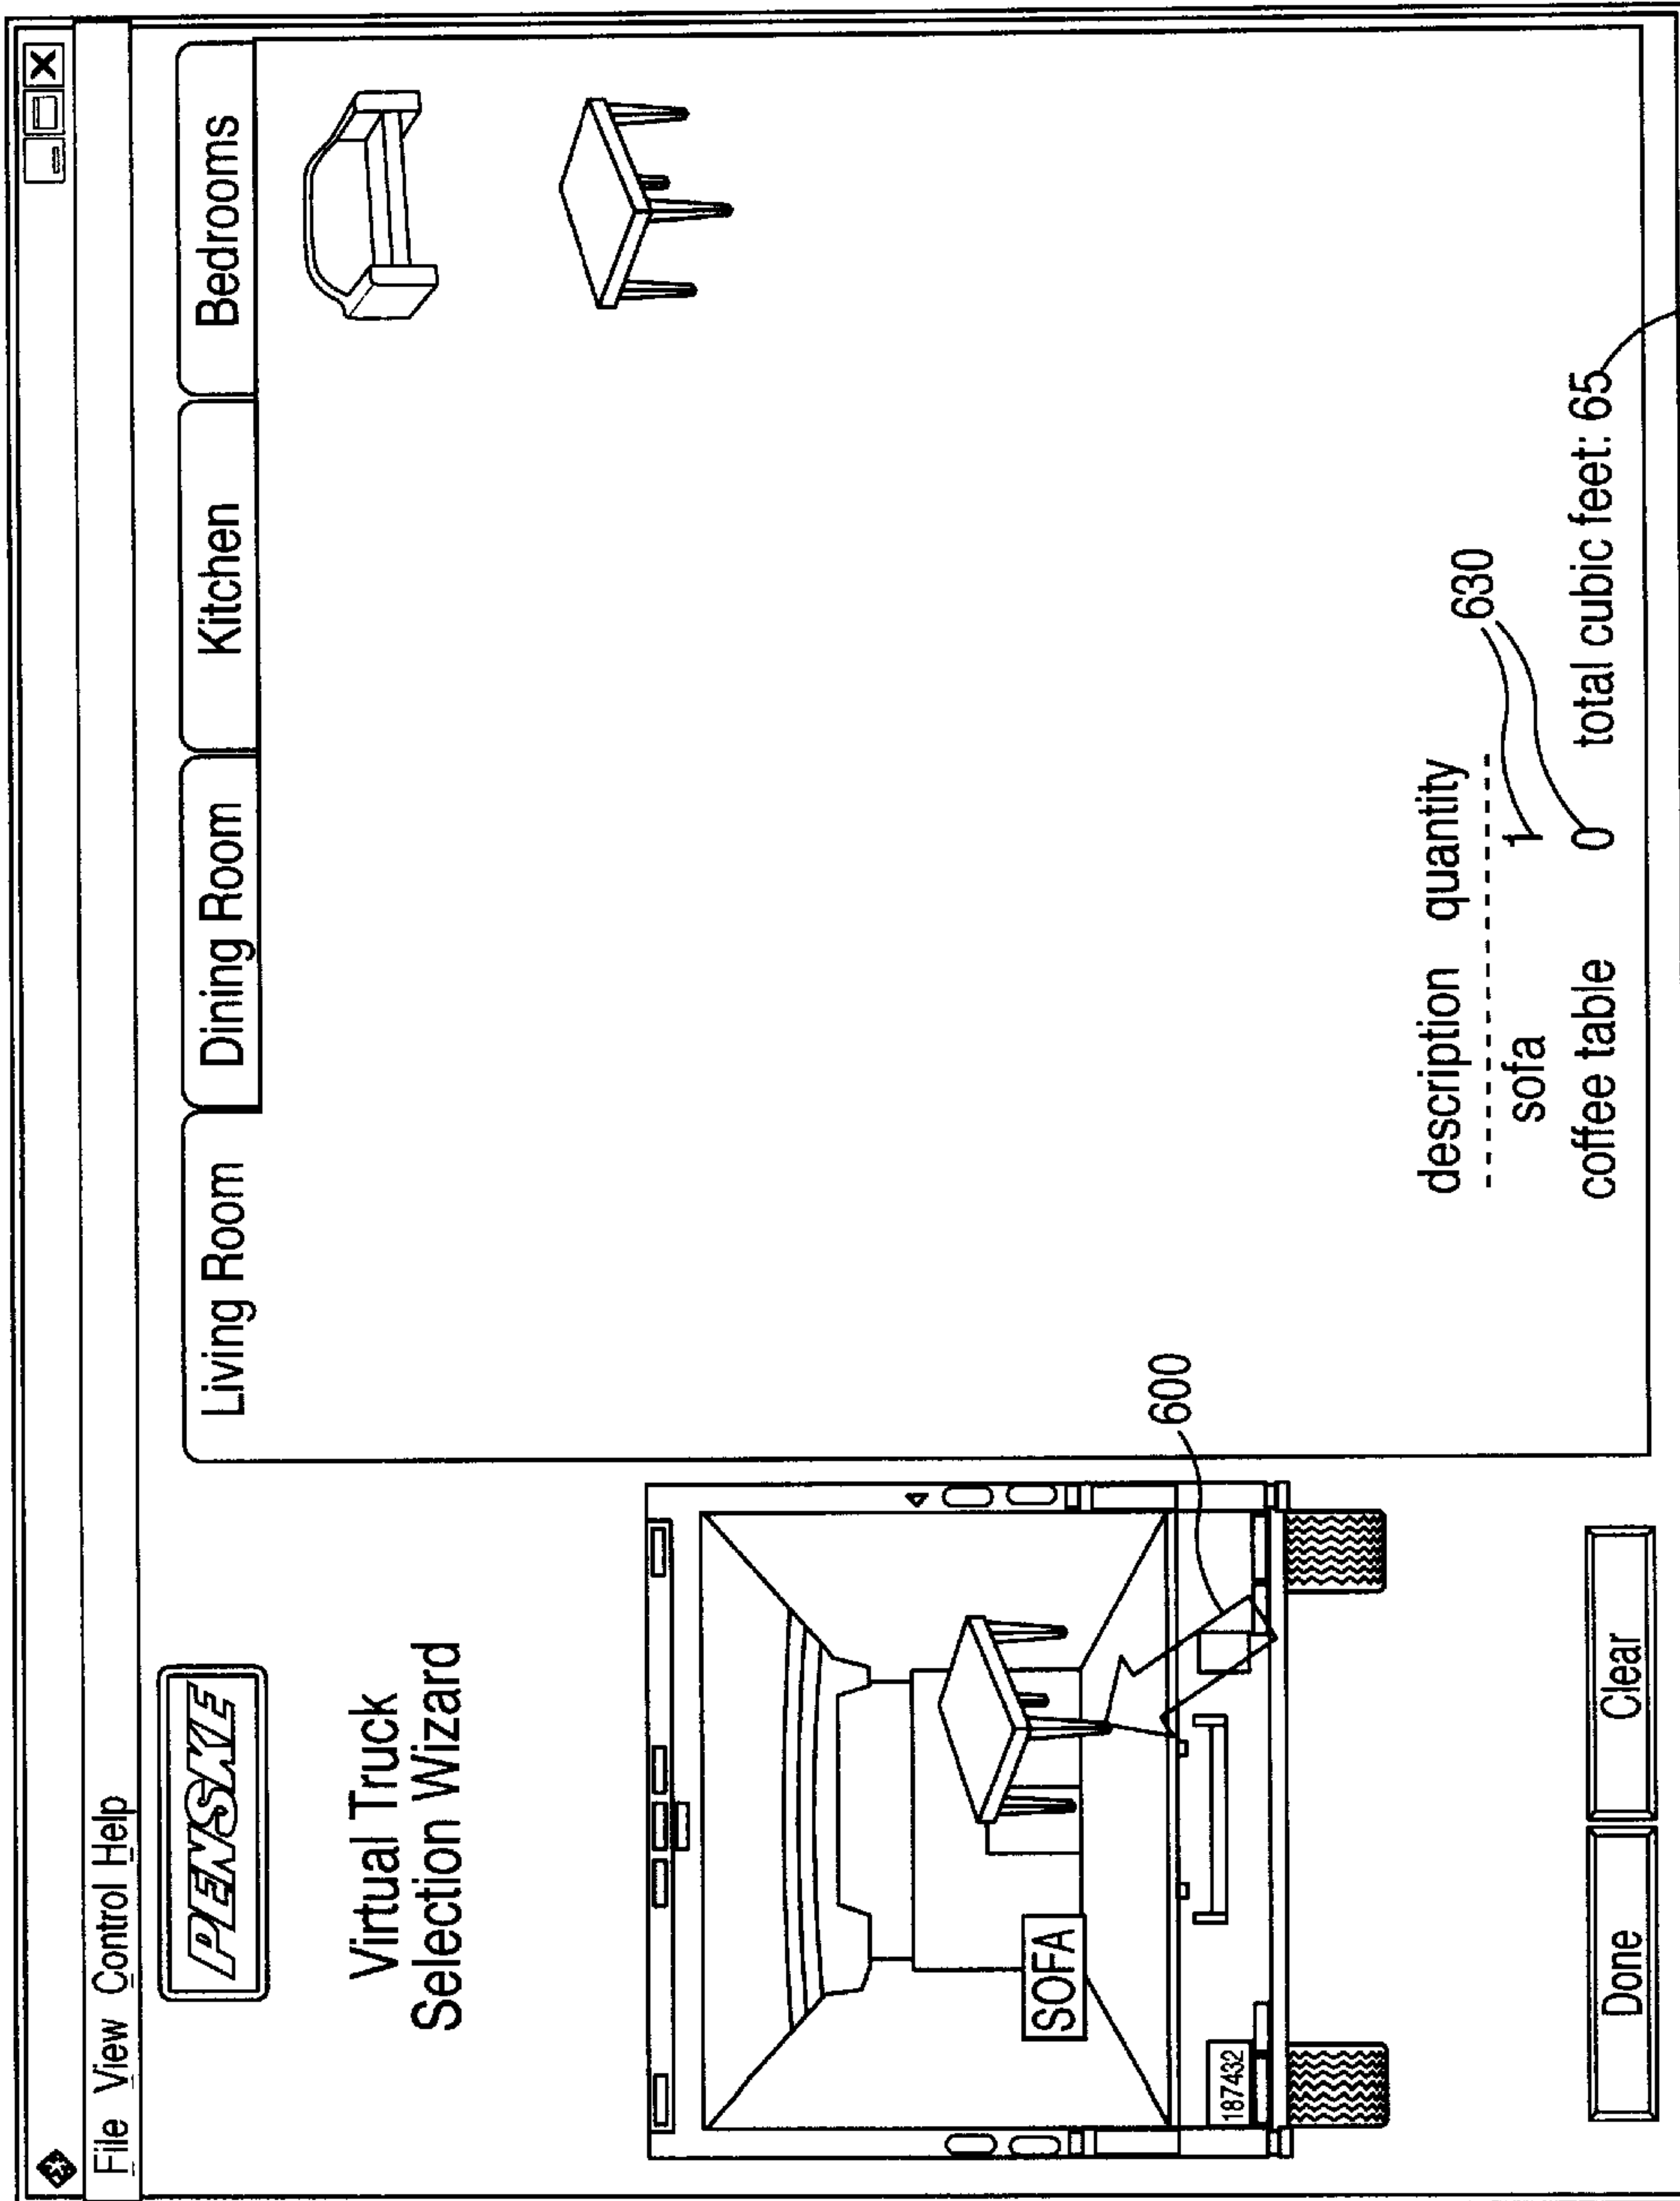 File View Control Help
PENSKE
Virtual Truck
Selection Wizard
Living Room
Dining Room
Kitchen
Bedrooms
SOFA
187432
600
description quantity
sofa 1
coffee table 0
630
total cubic feet: 65
Done
Clear